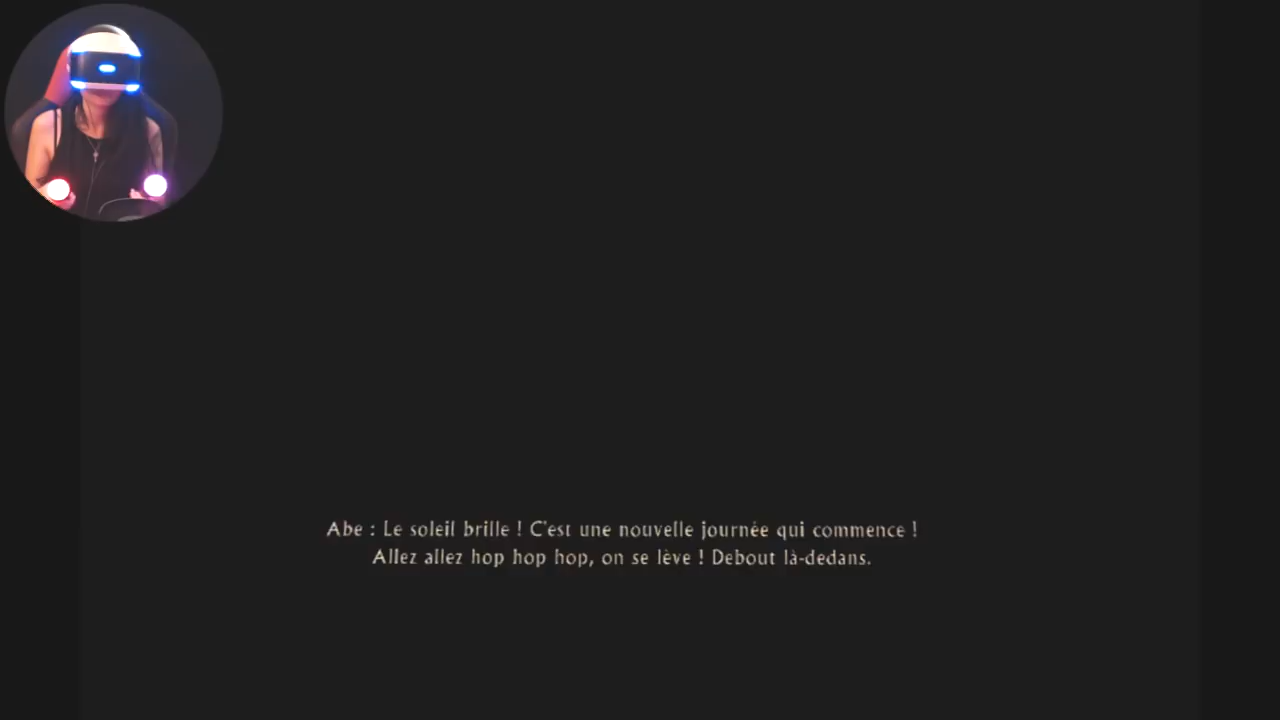 Abe : Le soleil brille ! C'est une nouvelle journée qui commence !
Allez allez hop hop hop, on se lève ! Debout là-dedans.